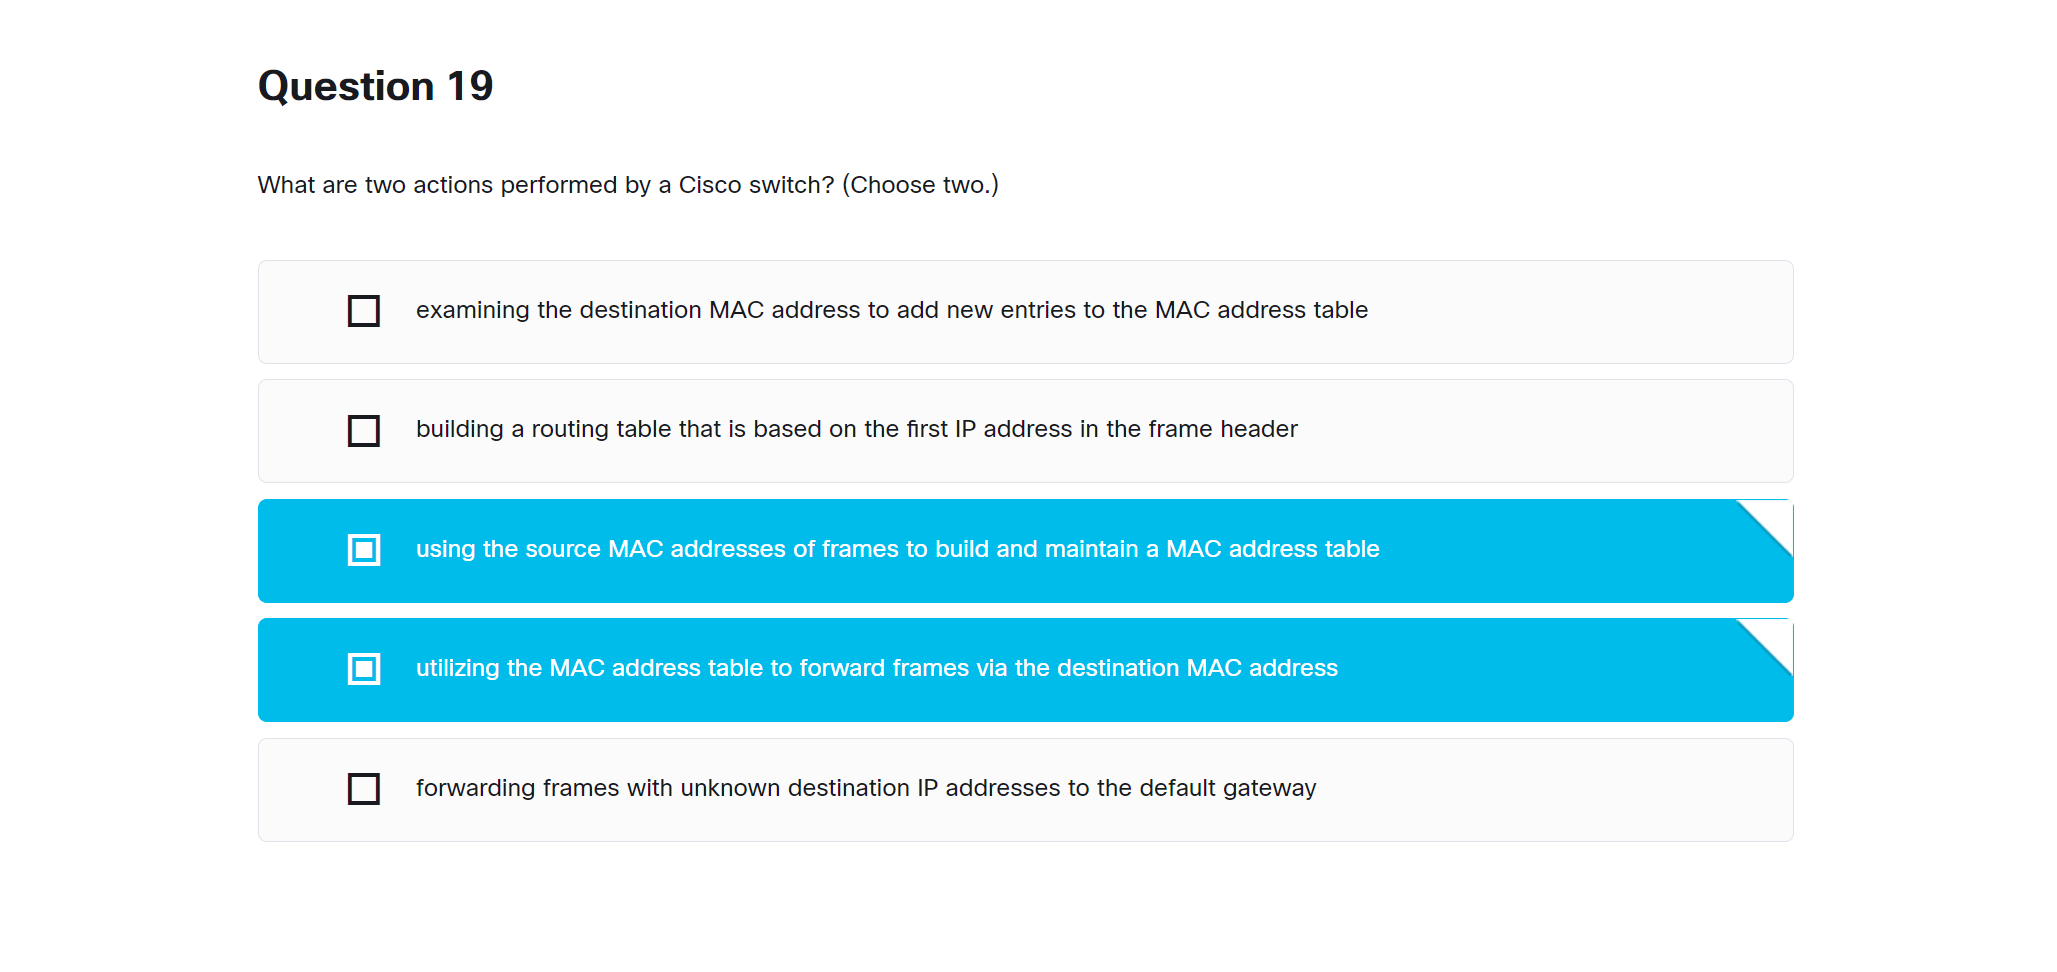 Question 19
What are two actions performed by a Cisco switch? (Choose two.)
examining the destination MAC address to add new entries to the MAC address table
building a routing table that is based on the first IP address in the frame header
using the source MAC addresses of frames to build and maintain a MAC address table
utilizing the MAC address table to forward frames via the destination MAC address
forwarding frames with unknown destination IP addresses to the default gateway